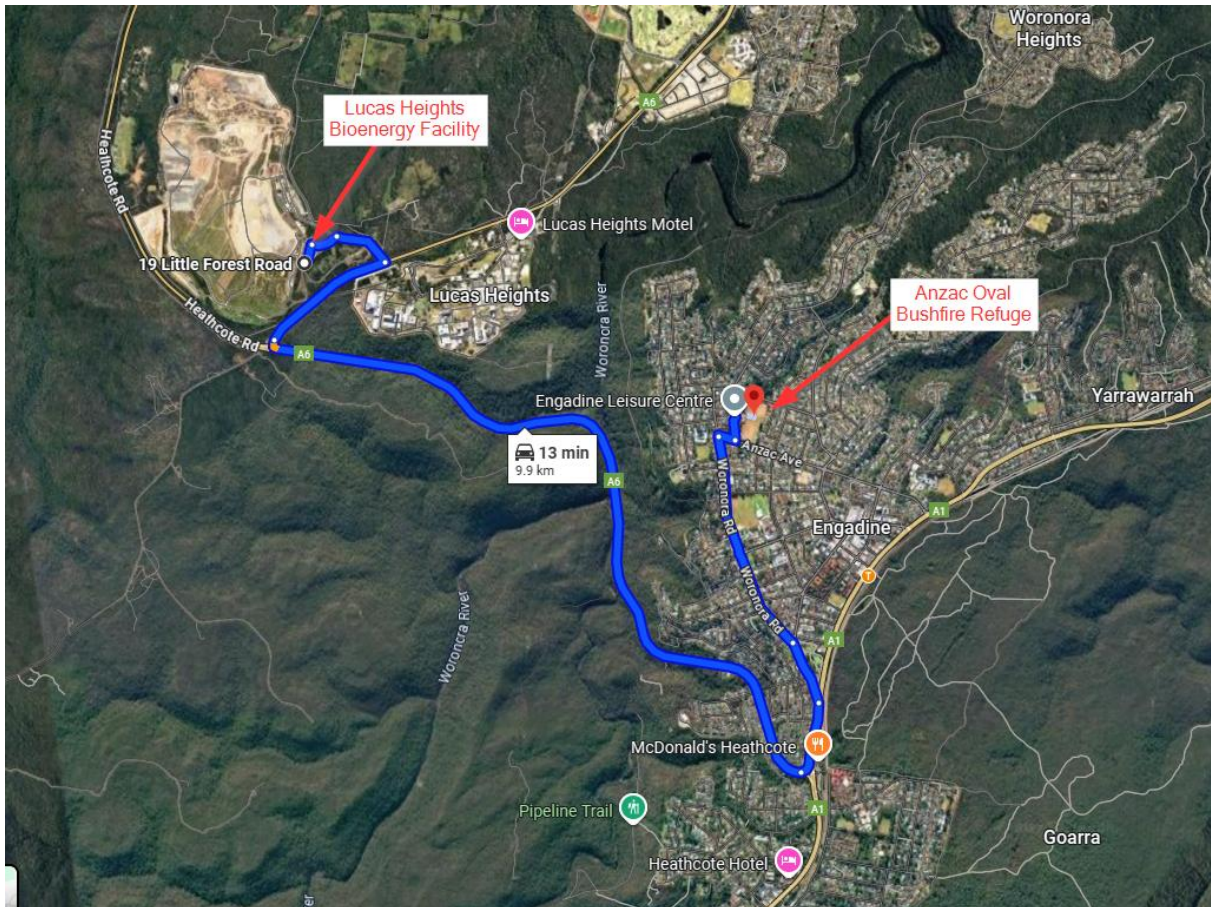 Woronora
Heights
A6
Lucas Heights
Bioenergy Facility
Heathcote Rd
Lucas Heights Motel
19 Little Forest Road
Lucas Heights
Anzac Oval
Bushfire Refuge
Woronora River
Heathcote Rd
A6
Engadine Leisure Centre
Yarrawarrah
Anzac Ave
13 min
9.9 km
A6
Woronora Rd
A1
Engadine
T
Woronora Rd
Woronora River
A1
McDonald's Heathcote
Pipeline Trail
A1
Goarra
Heathcote Hotel